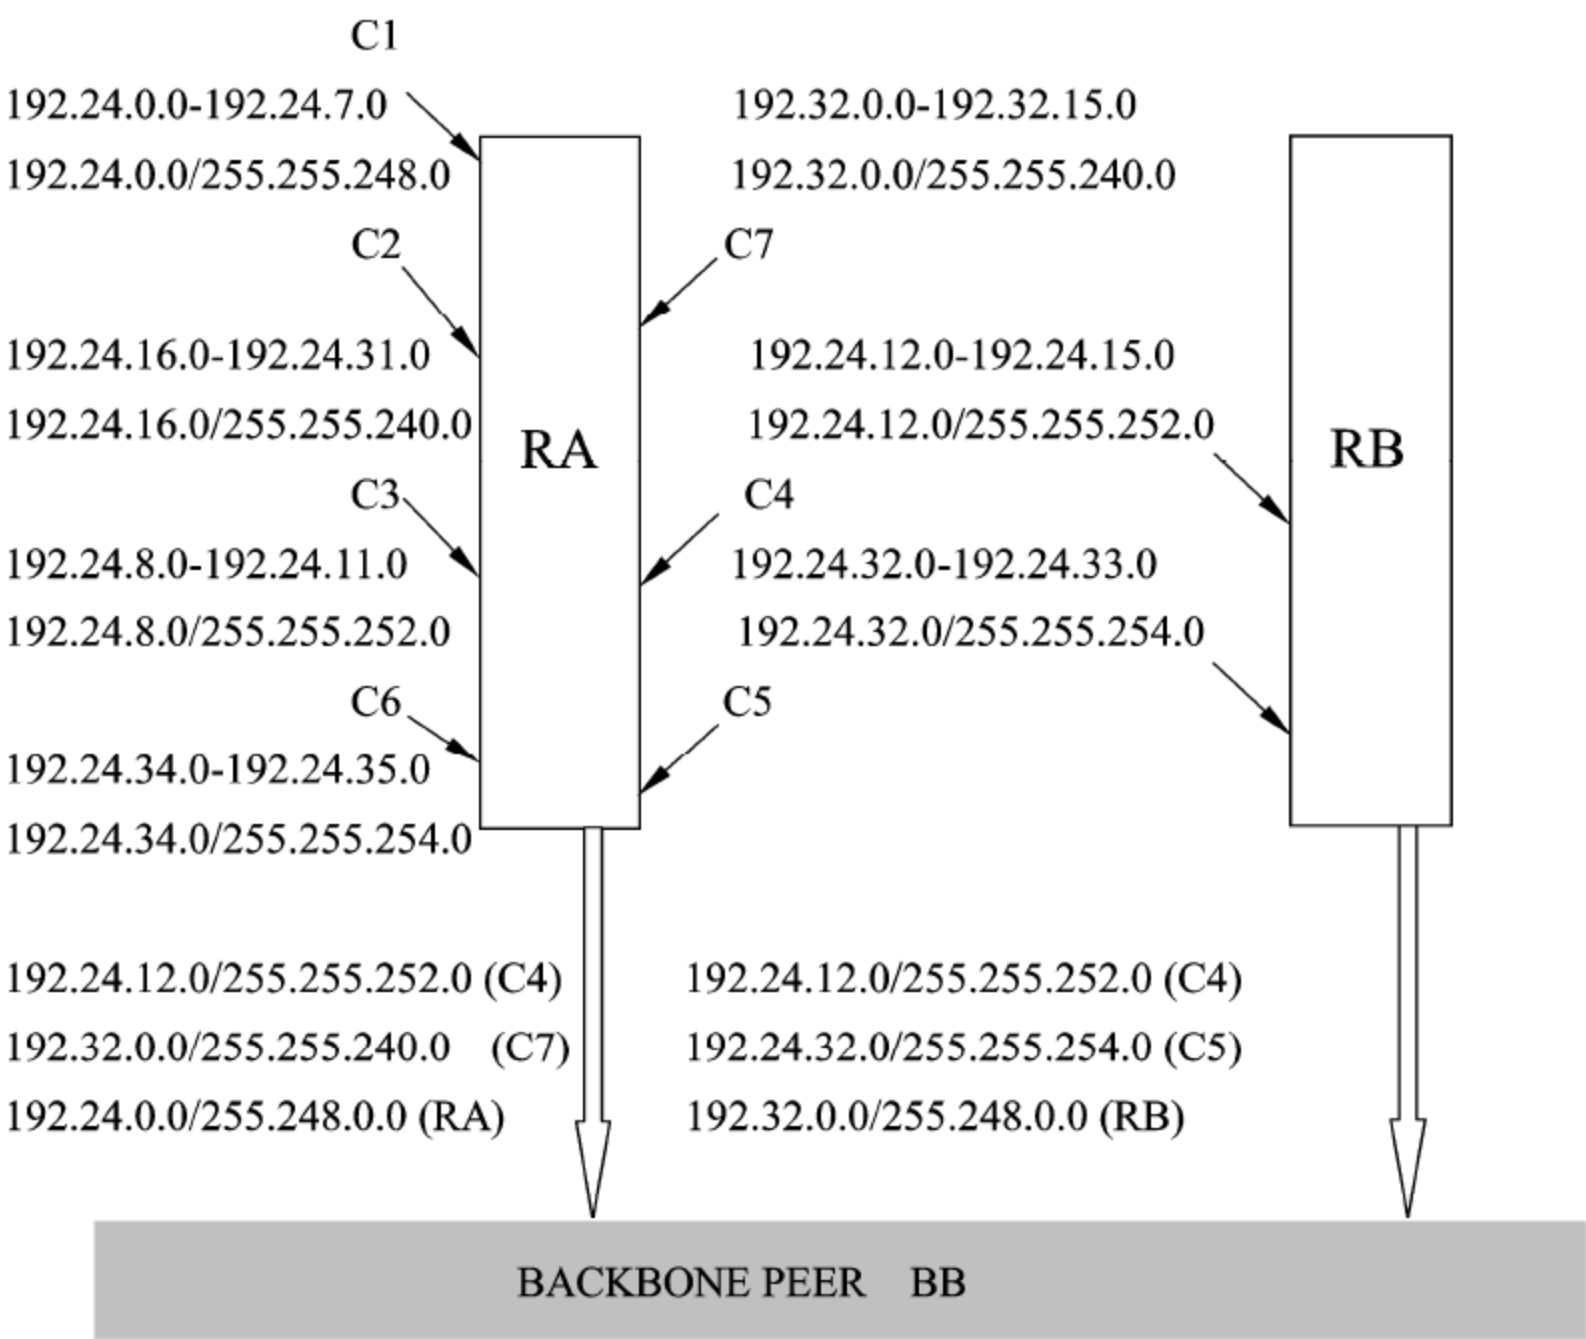 C1
192.24.0.0-192.24.7.0
192.32.0.0-192.32.15.0
192.24.0.0/255.255.248.0
192.32.0.0/255.255.240.0
C2
C7
192.24.16.0-192.24.31.0
192.24.12.0-192.24.15.0
192.24.16.0/255.255.240.0
192.24.12.0/255.255.252.0
RA
RB
C3
C4
192.24.8.0-192.24.11.0
192.24.32.0-192.24.33.0
192.24.8.0/255.255.252.0
192.24.32.0/255.255.254.0
C6
C5
192.24.34.0-192.24.35.0
192.24.34.0/255.255.254.0
192.24.12.0/255.255.252.0 (C4)
192.24.12.0/255.255.252.0 (C4)
192.32.0.0/255.255.240.0 (C7)
192.24.32.0/255.255.254.0 (C5)
192.24.0.0/255.248.0.0 (RA)
192.32.0.0/255.248.0.0 (RB)
BACKBONE PEER BB